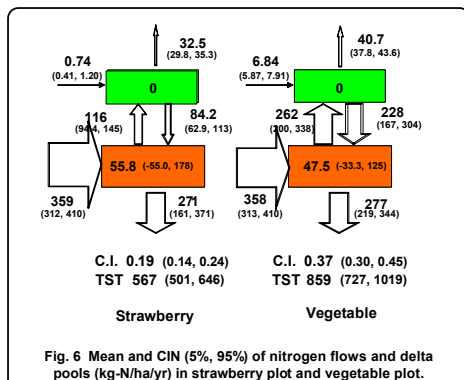 32.5
(29.8, 35.3)
0.74
(0.41, 1.20)
0
116
(94.4, 145)
84.2
(62.9, 113)
55.8 (-55.0, 178)
359
(312, 410)
271
(161, 371)
C.I. 0.19 (0.14, 0.24)
TST 567 (501, 646)
Strawberry
40.7
(37.8, 43.6)
6.84
(5.87, 7.91)
0
262
(200, 338)
228
(167, 304)
47.5 (-33.3, 125)
358
(313, 410)
277
(219, 344)
C.I. 0.37 (0.30, 0.45)
TST 859 (727, 1019)
Vegetable
Fig. 6 Mean and CIN (5%, 95%) of nitrogen flows and delta
pools (kg-N/ha/yr) in strawberry plot and vegetable plot.